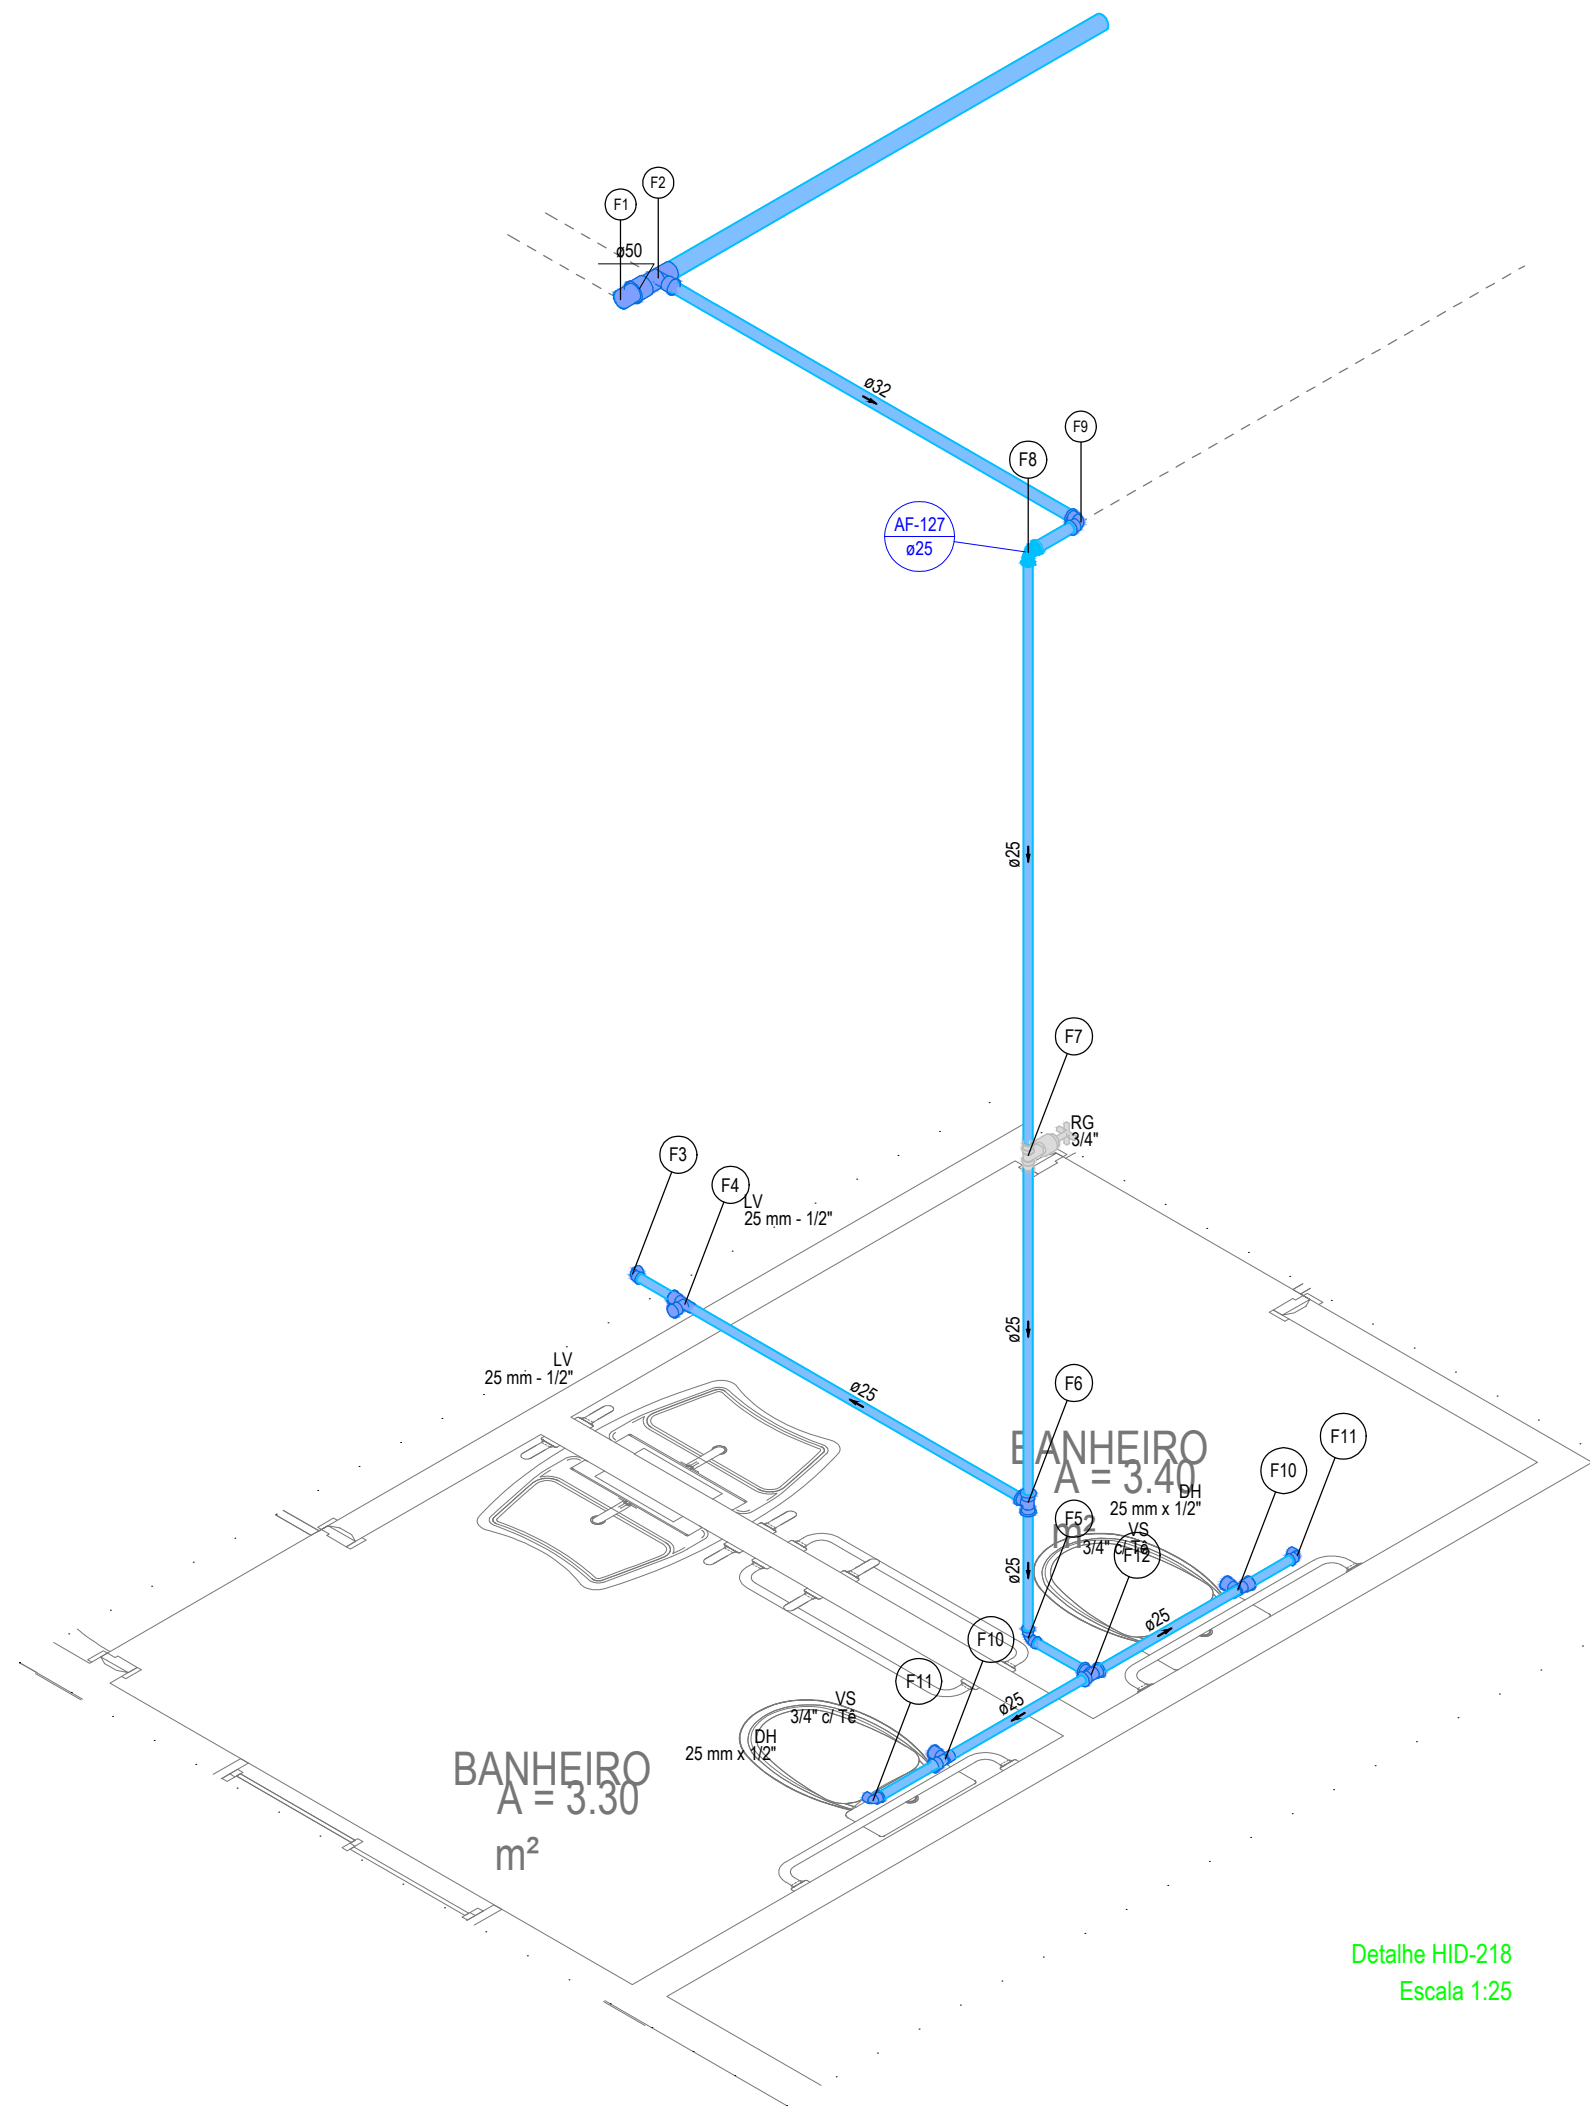 F2
F1
ø50
ø32
F9
F8
AF-127
ø25
ø25
F7
RG
3/4"
F3
F4
LV
25 mm - 1/2"
ø25
LV
25 mm - 1/2"
ø25
F6
BANHEIRO
A = 3.40
m²
F11
F10
DH
25 mm x 1/2"
F5
VS
3/4" c/ Tê
F12
ø25
ø25
F10
F11
ø25
VS
3/4" c/ Tê
DH
25 mm x 1/2"
BANHEIRO
A = 3.30
m²
Detalhe HID-218
Escala 1:25